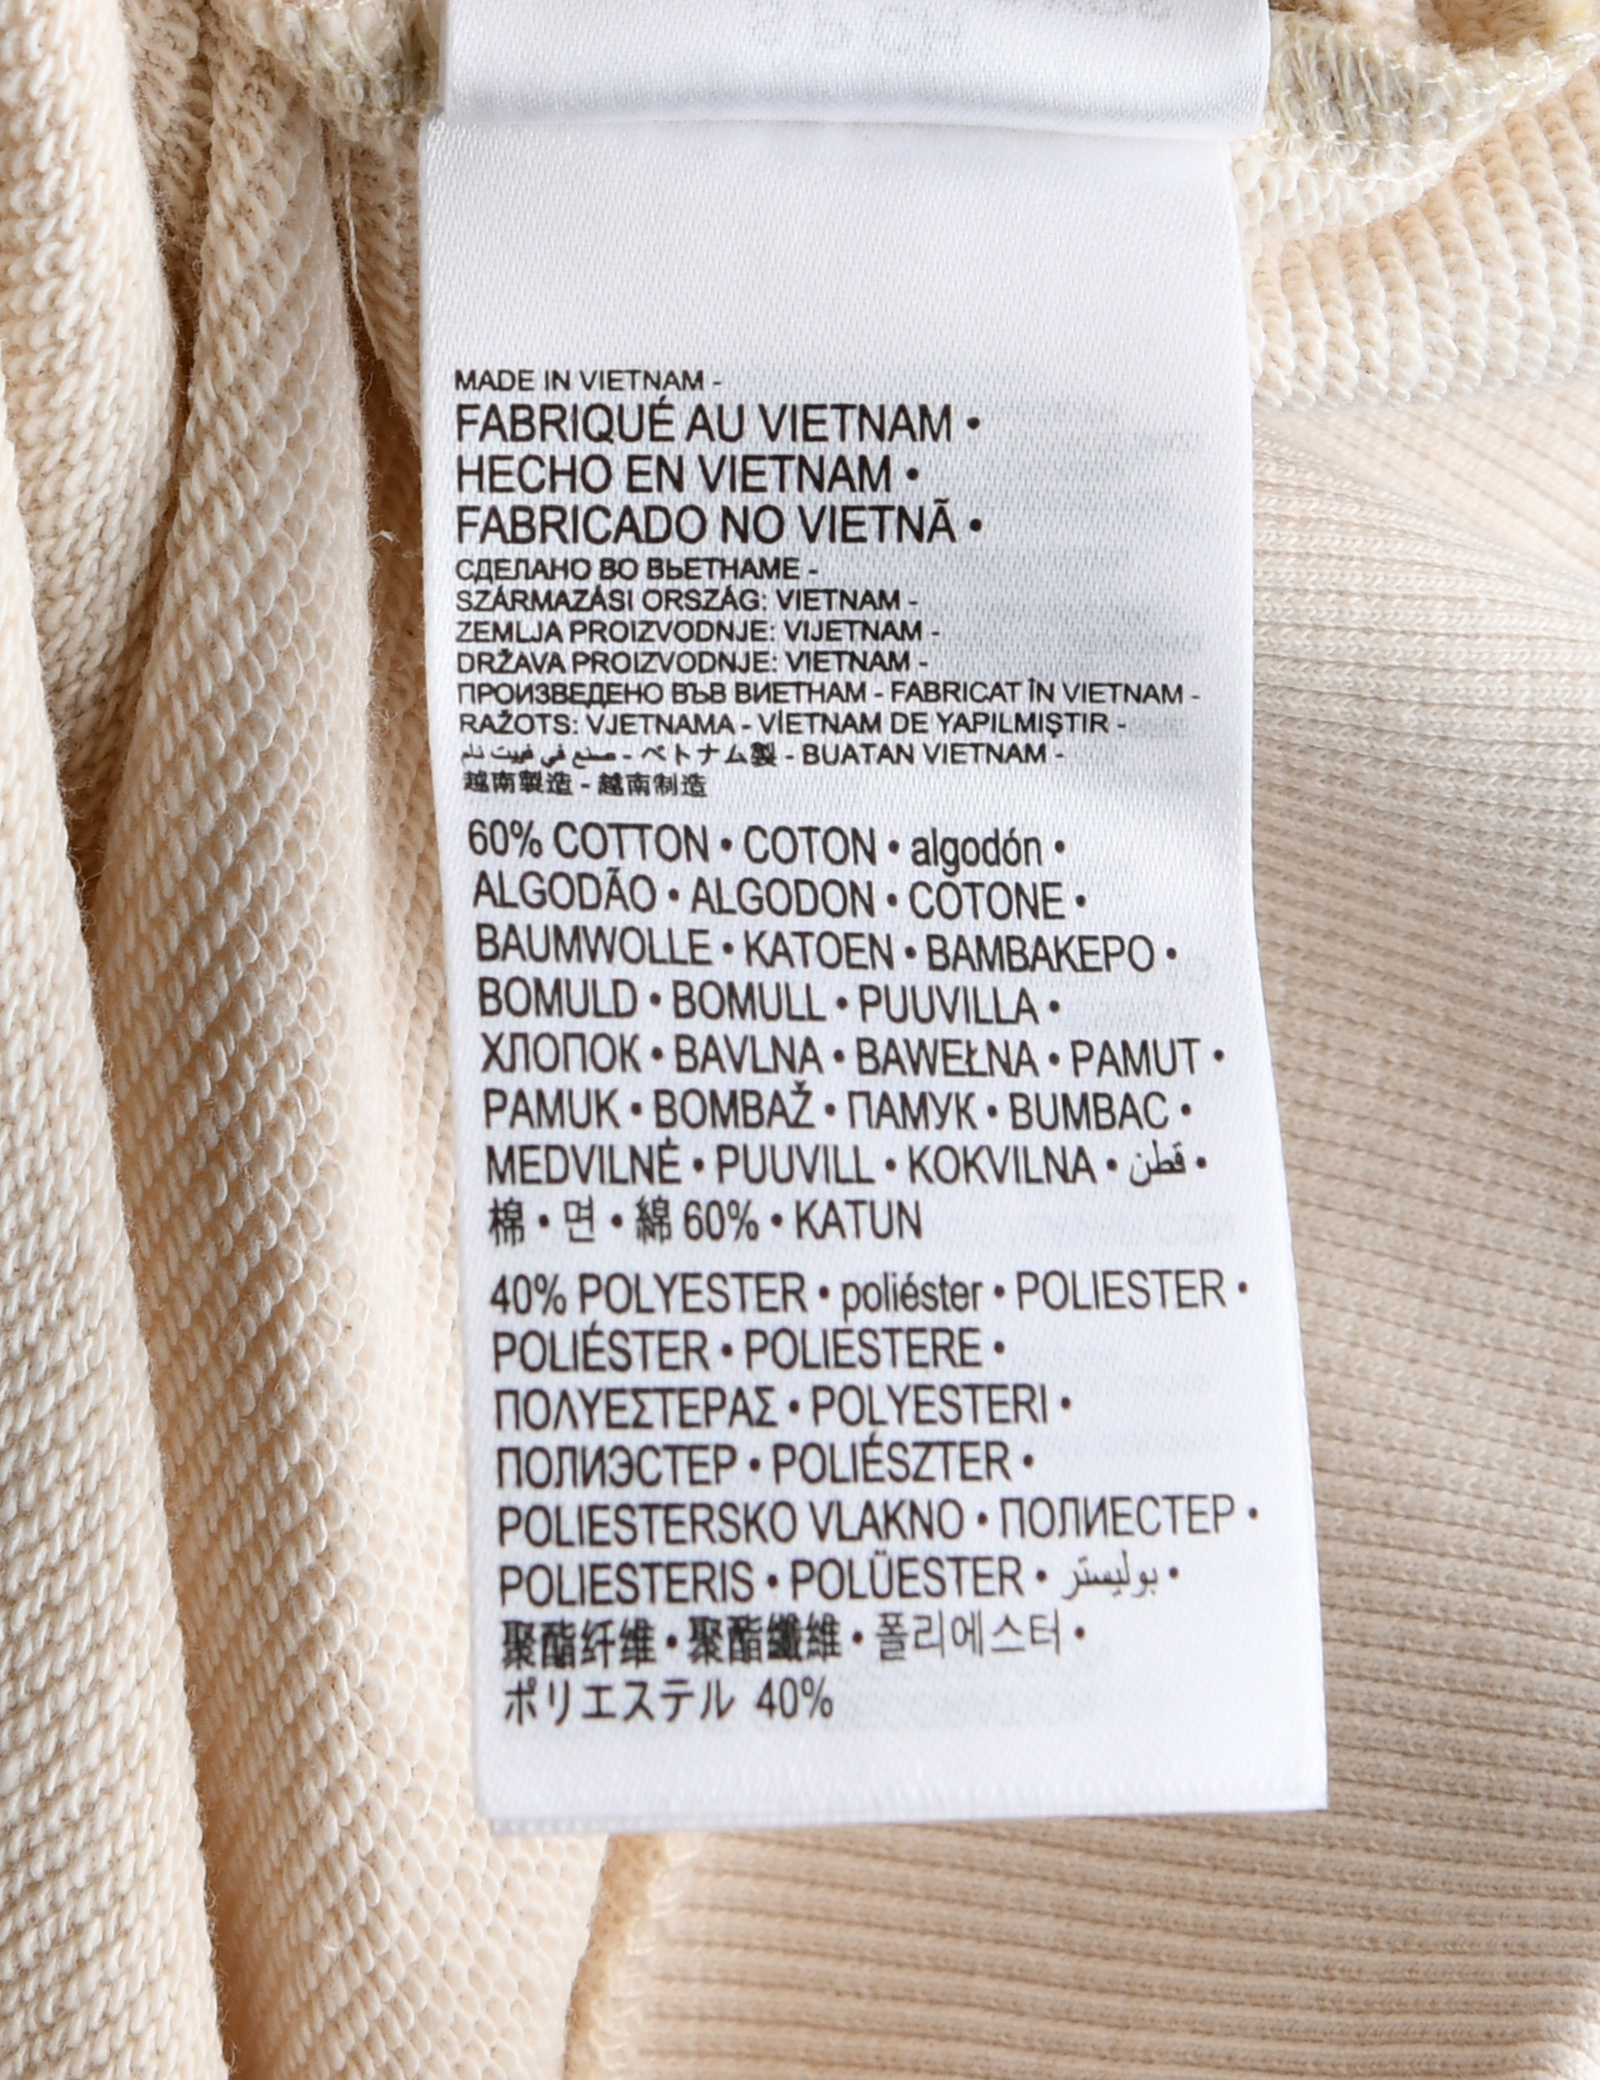 MADE IN VIETNAM -
FABRIQUÉ AU VIETNAM •
HECHO EN VIETNAM •
FABRICADO NO VIETNÃ •
СДЕЛАНО ВО ВЬЕТНАМЕ -
SZÁRMAZÁSI ORSZÁG: VIETNAM -
ZEMLJA PROIZVODNJE: VIJETNAM -
DRŽAVA PROIZVODNJE: VIETNAM -
ПРОИЗВЕДЕНО ВЪВ ВИЕТНАМ - FABRICAT ÎN VIETNAM -
RAŽOTS: VJETNAMA - VİETNAM DE YAPILMIŞTIR -
صنع في فييت نام - ベトナム製 - BUATAN VIETNAM -
越南製造 - 越南制造
60% COTTON • COTON • algodón •
ALGODÃO • ALGODON • COTONE •
BAUMWOLLE • KATOEN • ΒΑΜΒΑΚΕΡΟ •
BOMULD • BOMULL • PUUVILLA •
ХЛОПОК • BAVLNA • BAWEŁNA • PAMUT •
PAMUK • BOMBAŽ • ПАМУК • BUMBAC •
MEDVILNĖ • PUUVILL • KOKVILNA • قطن •
棉 • 면 • 綿 60% • KATUN
40% POLYESTER • poliéster • POLIESTER •
POLIÉSTER • POLIESTERE •
ΠΟΛΥΕΣΤΕΡΑΣ • POLYESTERI •
ПОЛИЭСТЕР • POLIÉSZTER •
POLIESTERSKO VLAKNO • ПОЛИЕСТЕР •
POLIESTERIS • POLÜESTER • بوليستر •
聚酯纤维 • 聚酯纖維 • 폴리에스터 •
ポリエステル 40%